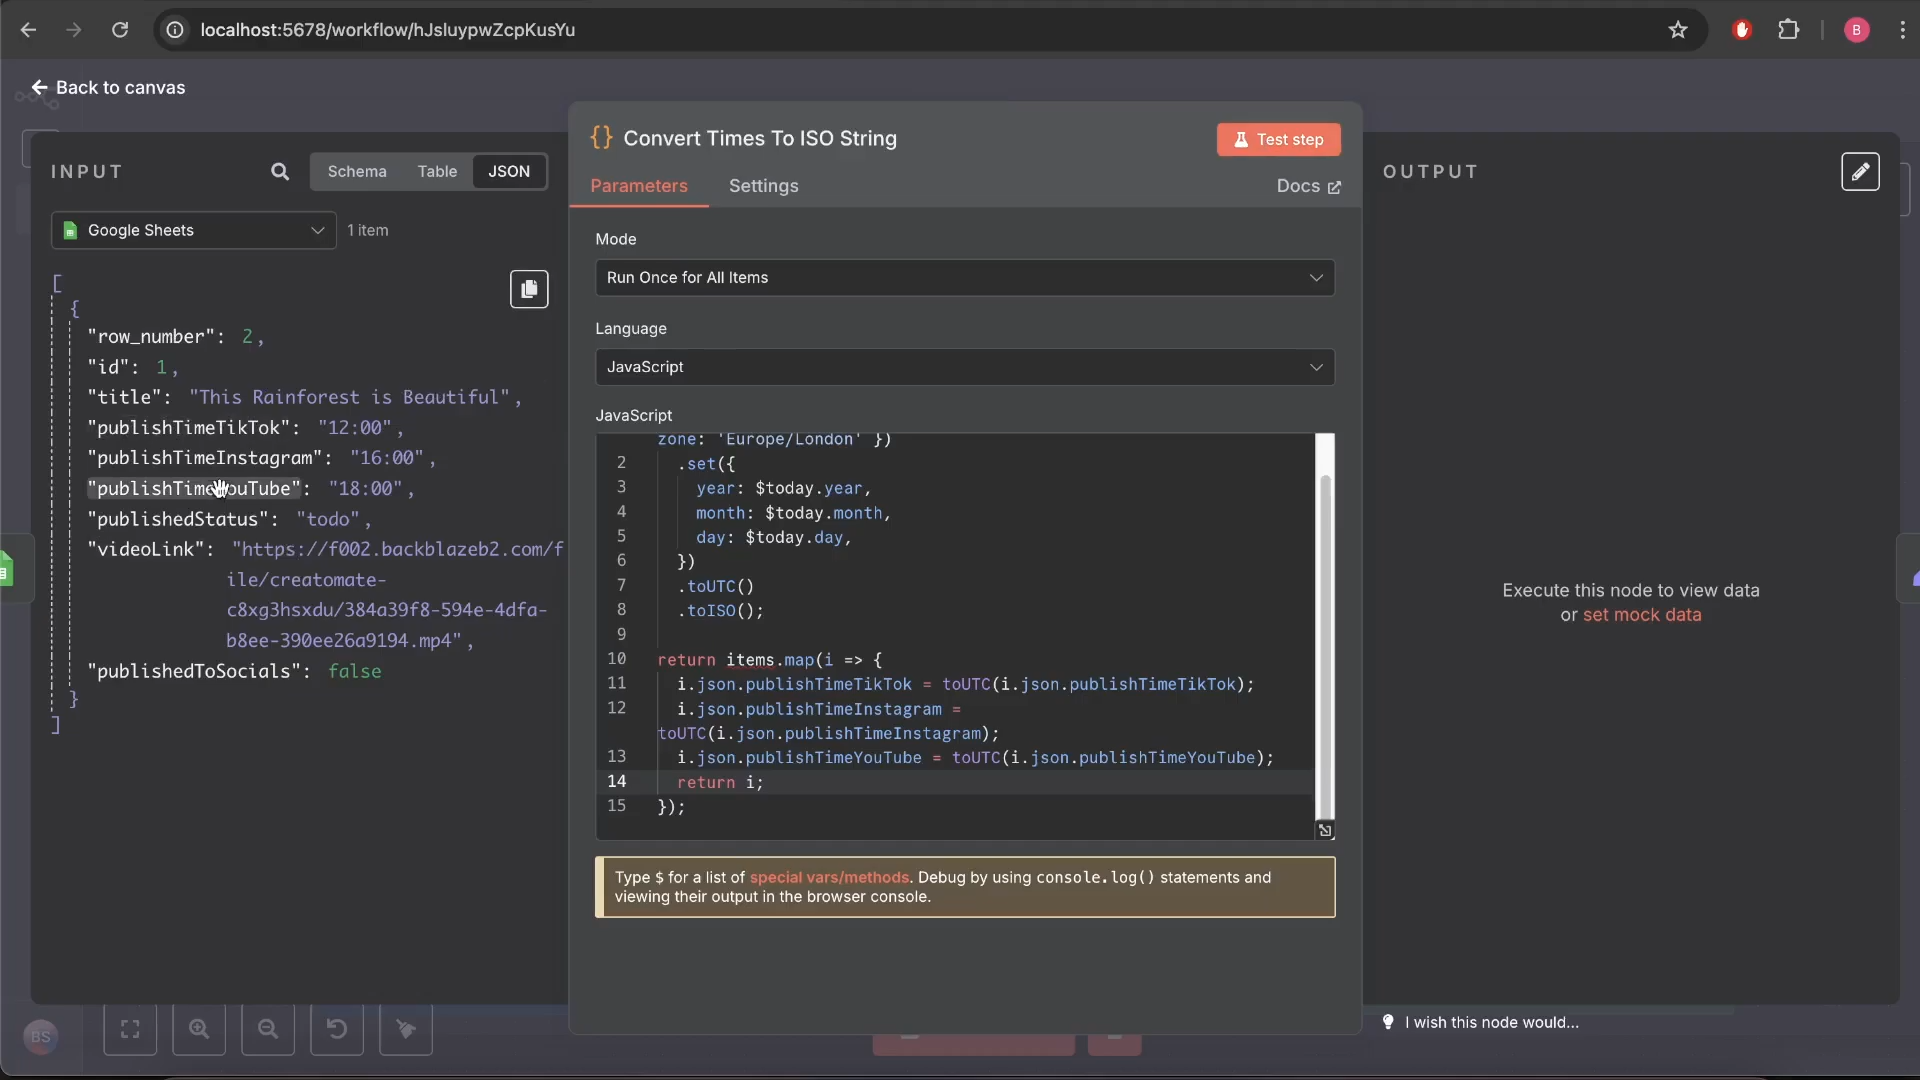 localhost:5678/workflow/hJsluypwZcpKusYu
B
Back to canvas
INPUT
Schema
Table
JSON
Google Sheets
1 item
[
{
"row_number": 2,
"id": 1,
"title": "This Rainforest is Beautiful",
"publishTimeTikTok": "12:00",
"publishTimeInstagram": "16:00",
"publishTimeYouTube": "18:00",
"publishedStatus": "todo",
"videoLink": "https://f002.backblazeb2.com/f
ile/creatomate-
c8xg3hsxdu/384a39f8-594e-4dfa-
b8ee-390ee26a9194.mp4",
"publishedToSocials": false
}
]
BS
{} Convert Times To ISO String
Test step
Parameters
Settings
Docs
Mode
Run Once for All Items
Language
JavaScript
JavaScript
zone: 'Europe/London' })
2 .set({
3 year: $today.year,
4 month: $today.month,
5 day: $today.day,
6 })
7 .toUTC()
8 .toISO();
9
10 return items.map(i => {
11 i.json.publishTimeTikTok = toUTC(i.json.publishTimeTikTok);
12 i.json.publishTimeInstagram =
toUTC(i.json.publishTimeInstagram);
13 i.json.publishTimeYouTube = toUTC(i.json.publishTimeYouTube);
14 return i;
15 });
Type $ for a list of special vars/methods. Debug by using console.log() statements and
viewing their output in the browser console.
OUTPUT
Execute this node to view data
or set mock data
I wish this node would...